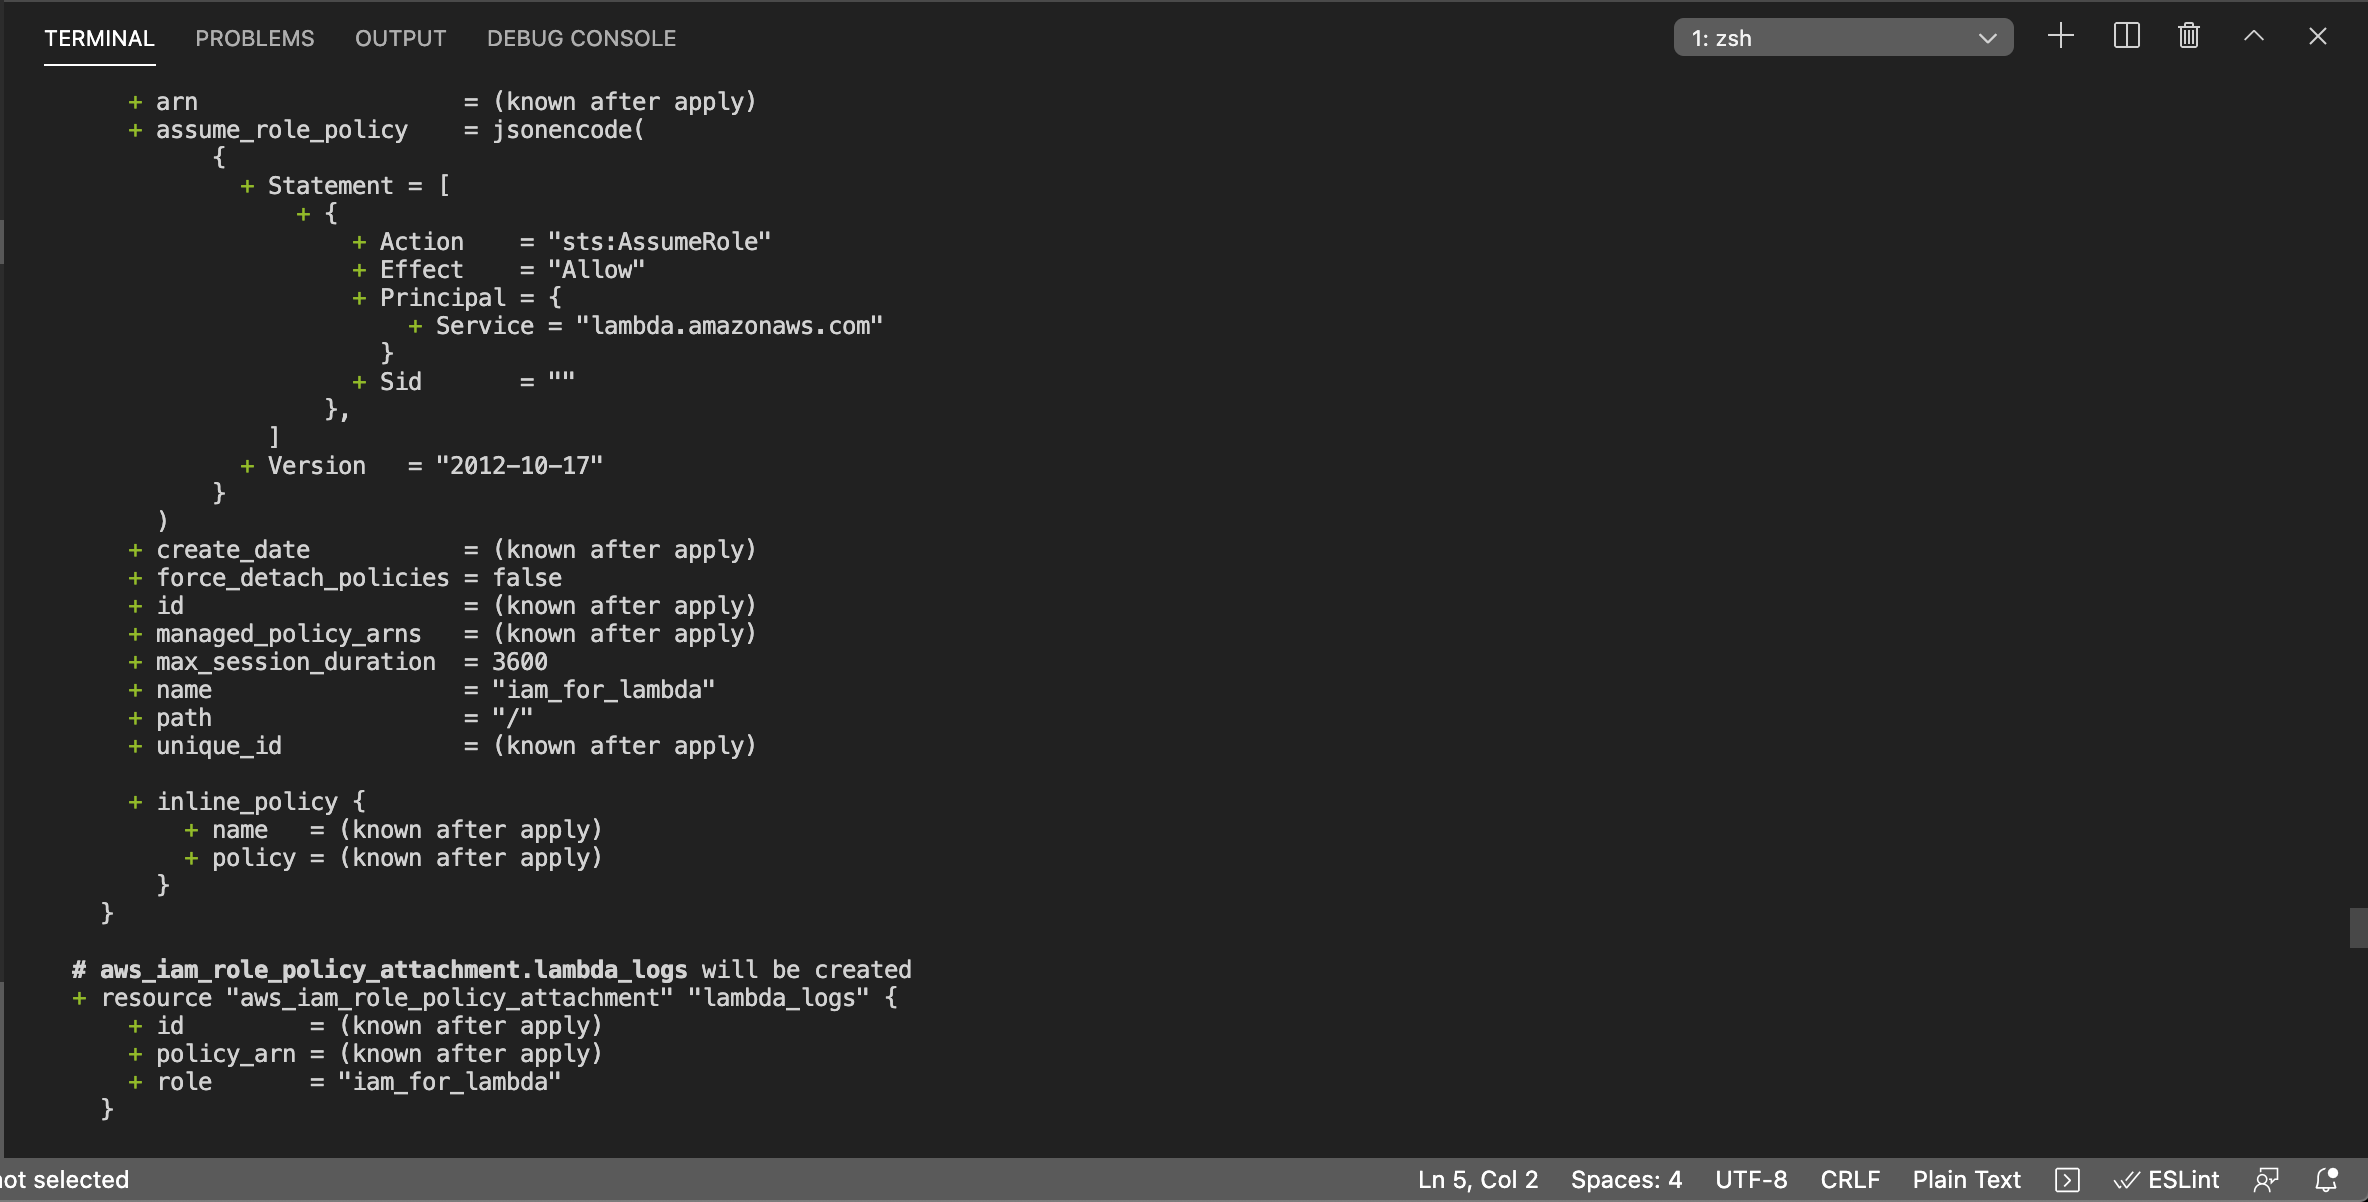 TERMINAL PROBLEMS OUTPUT DEBUG CONSOLE 1: zsh
+ arn                   = (known after apply)
+ assume_role_policy    = jsonencode(
{
+ Statement = [
+ {
+ Action    = "sts:AssumeRole"
+ Effect    = "Allow"
+ Principal = {
+ Service = "lambda.amazonaws.com"
}
+ Sid       = ""
},
]
+ Version   = "2012-10-17"
}
)
+ create_date           = (known after apply)
+ force_detach_policies = false
+ id                    = (known after apply)
+ managed_policy_arns   = (known after apply)
+ max_session_duration  = 3600
+ name                  = "iam_for_lambda"
+ path                  = "/"
+ unique_id             = (known after apply)
+ inline_policy {
+ name   = (known after apply)
+ policy = (known after apply)
}
}
# aws_iam_role_policy_attachment.lambda_logs will be created
+ resource "aws_iam_role_policy_attachment" "lambda_logs" {
+ id         = (known after apply)
+ policy_arn = (known after apply)
+ role       = "iam_for_lambda"
}
not selected Ln 5, Col 2 Spaces: 4 UTF-8 CRLF Plain Text ESLint